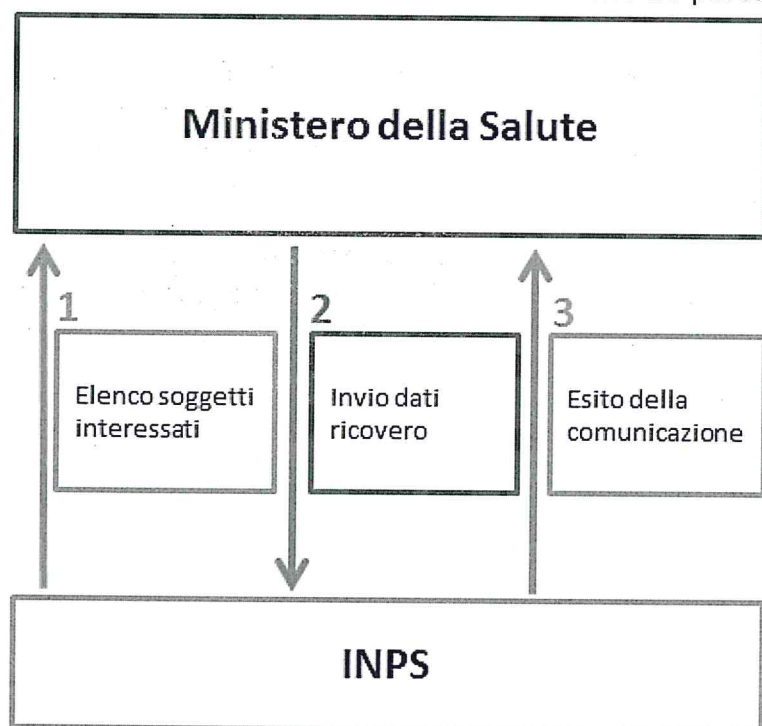 Ministero della Salute
1
2
3
Elenco soggetti
interessati
Invio dati
ricovero
Esito della
comunicazione
INPS